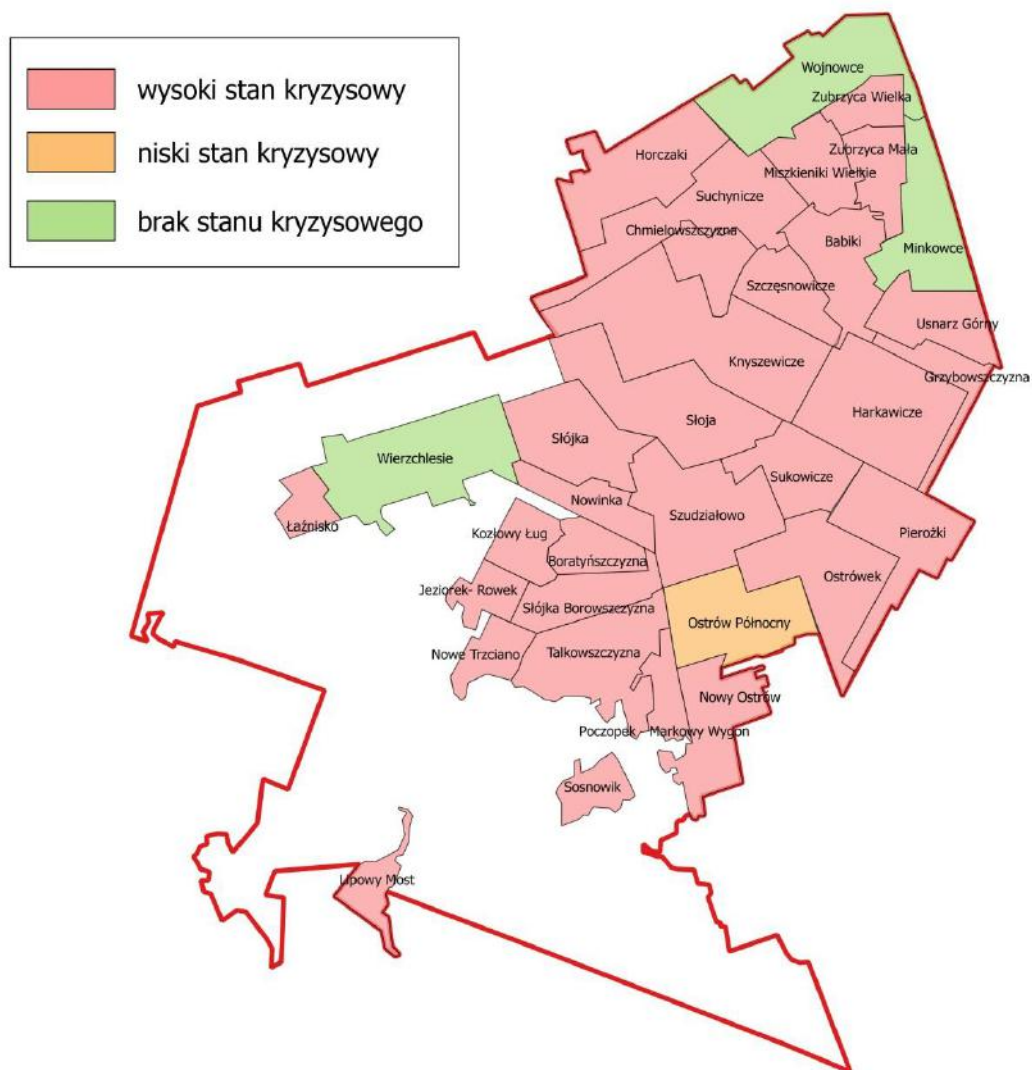 wysoki stan kryzysowy
niski stan kryzysowy
brak stanu kryzysowego
Wojnowce
Zubrzyca Wielka
Zubrzyca Mała
Horczaki
Miszkieniki Wielkie
Suchynicze
Chmielowszczyzna
Babiki
Minkowce
Szczęsnowicze
Usnarz Górny
Knyszewicze
Grzybowszczyzna
Harkawicze
Słoja
Słójka
Wierzchlesie
Sukowicze
Nowinka
Szudziałowo
Łaźnisko
Kozłowy Ług
Pierożki
Boratyńszczyzna
Ostrówek
Jeziorek- Rowek
Słójka Borowszczyzna
Ostrów Północny
Nowe Trzciano
Talkowszczyzna
Nowy Ostrów
Poczopek
Markowy Wygon
Sosnowik
Lipowy Most